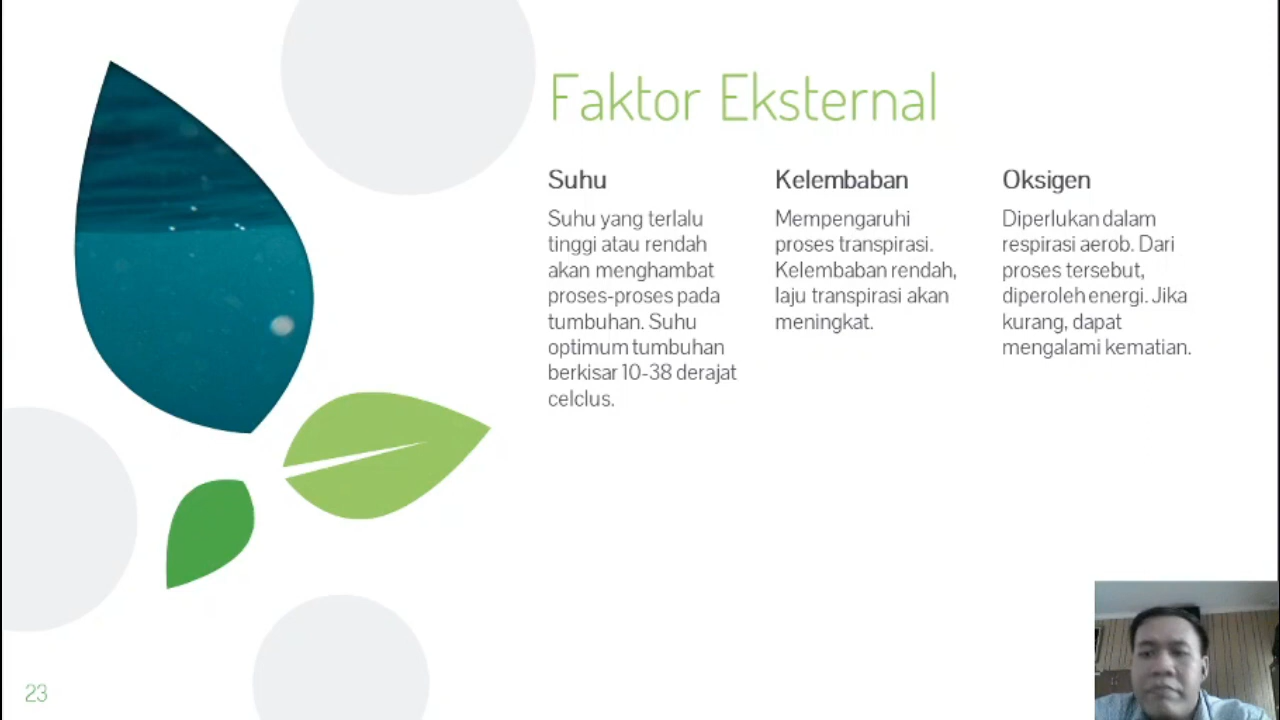 Faktor Eksternal
Suhu
Suhu yang terlalu
tinggi atau rendah
akan menghambat
proses-proses pada
tumbuhan. Suhu
optimum tumbuhan
berkisar 10-38 derajat
celclus.
Kelembaban
Mempengaruhi
proses transpirasi.
Kelembaban rendah,
laju transpirasi akan
meningkat.
Oksigen
Diperlukan dalam
respirasi aerob. Dari
proses tersebut,
diperoleh energi. Jika
kurang, dapat
mengalami kematian.
23